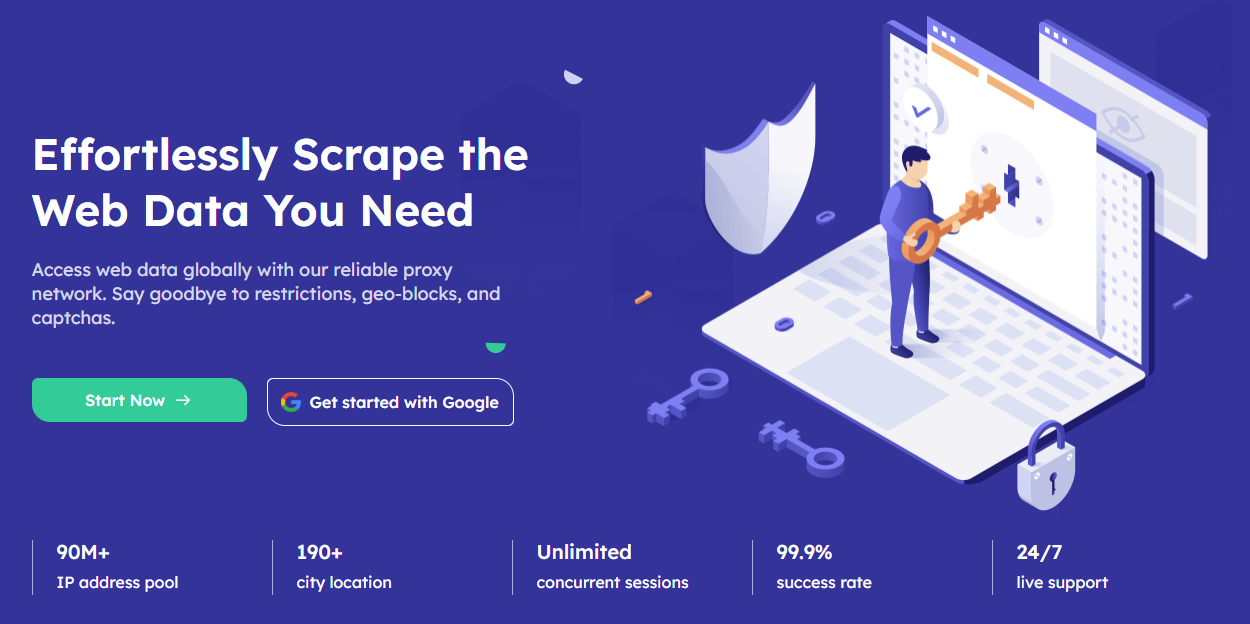 Effortlessly Scrape the
Web Data You Need
Access web data globally with our reliable proxy
network. Say goodbye to restrictions, geo-blocks, and
captchas.
Start Now →
Get started with Google
90M+
IP address pool
190+
city location
Unlimited
concurrent sessions
99.9%
success rate
24/7
live support